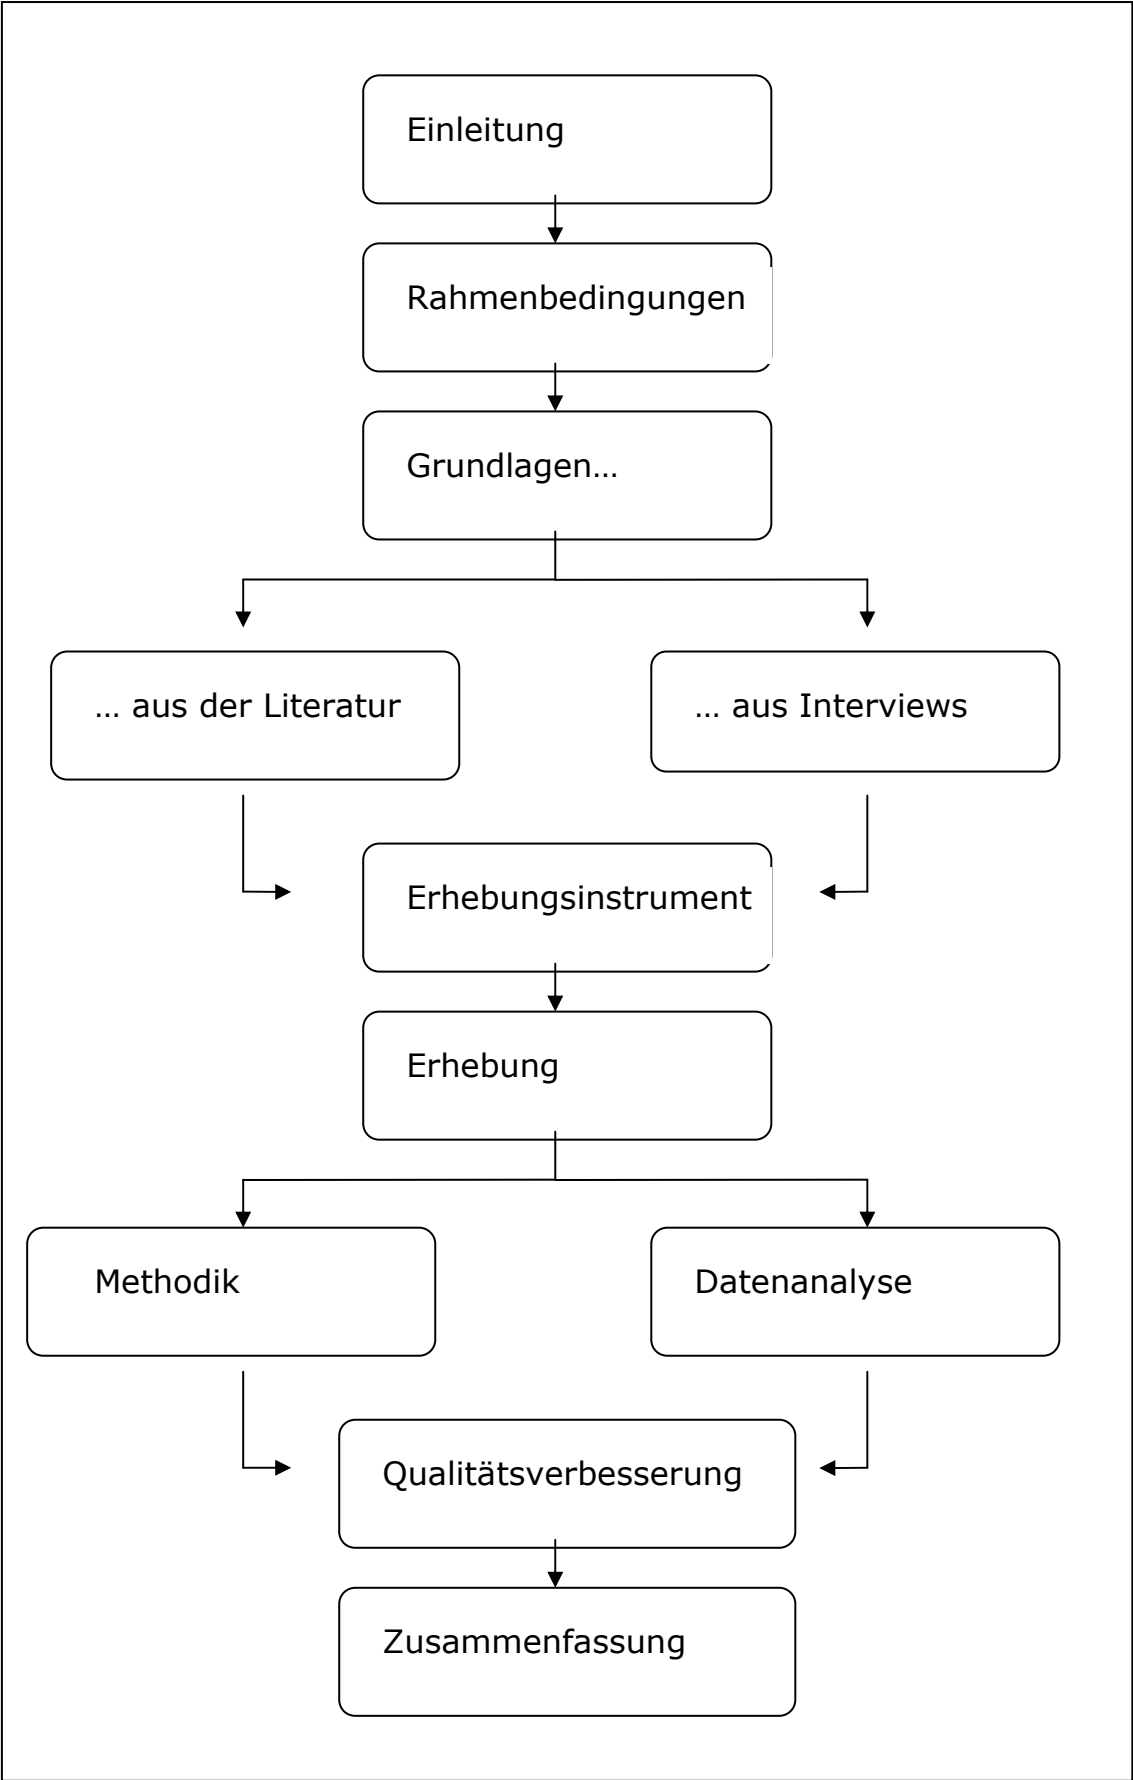 Einleitung
Rahmenbedingungen
Grundlagen…
… aus der Literatur
… aus Interviews
Erhebungsinstrument
Erhebung
Methodik
Datenanalyse
Qualitätsverbesserung
Zusammenfassung